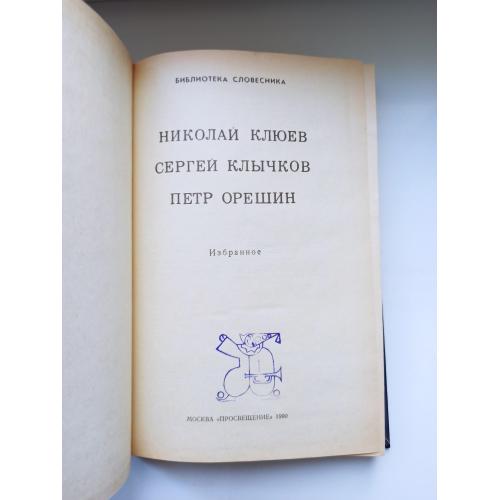 БИБЛИОТЕКА СЛОВЕСНИКА
НИКОЛАЙ КЛЮЕВ
СЕРГЕЙ КЛЫЧКОВ
ПЕТР ОРЕШИН
Избранное
МОСКВА «ПРОСВЕЩЕНИЕ» 1990